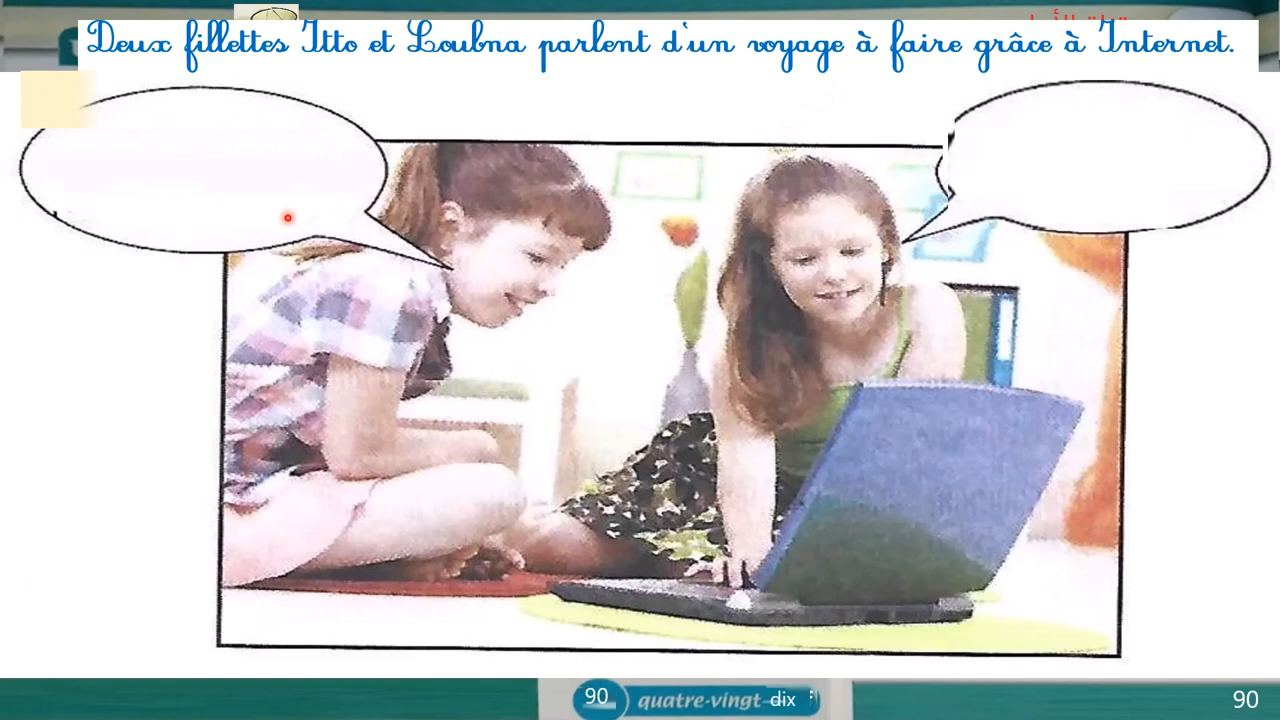 Deux fillettes Itto et Loubna parlent d'un voyage à faire grâce à Internet.
90 quatre-vingt dix
90